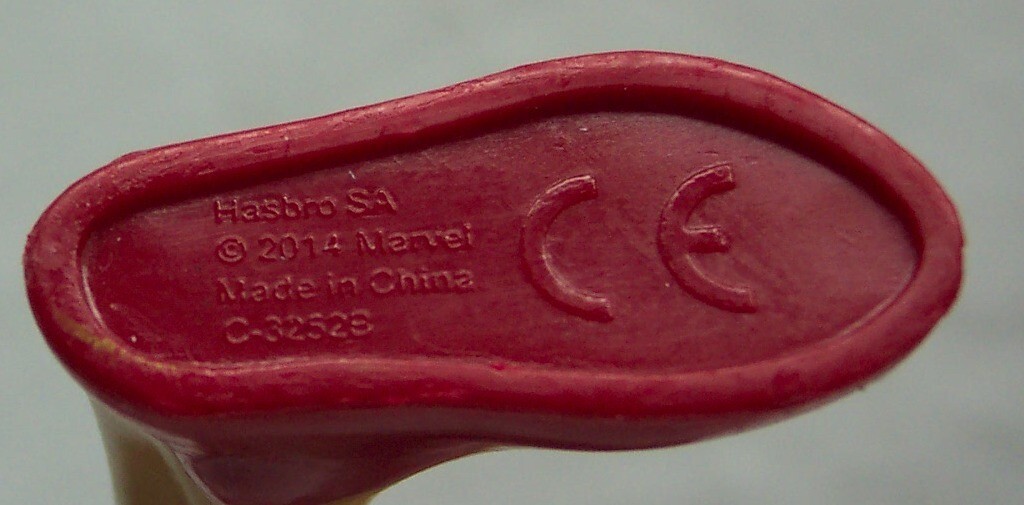 Hasbro SA
© 2014 Marvel
Made in China
C-3252B
CE